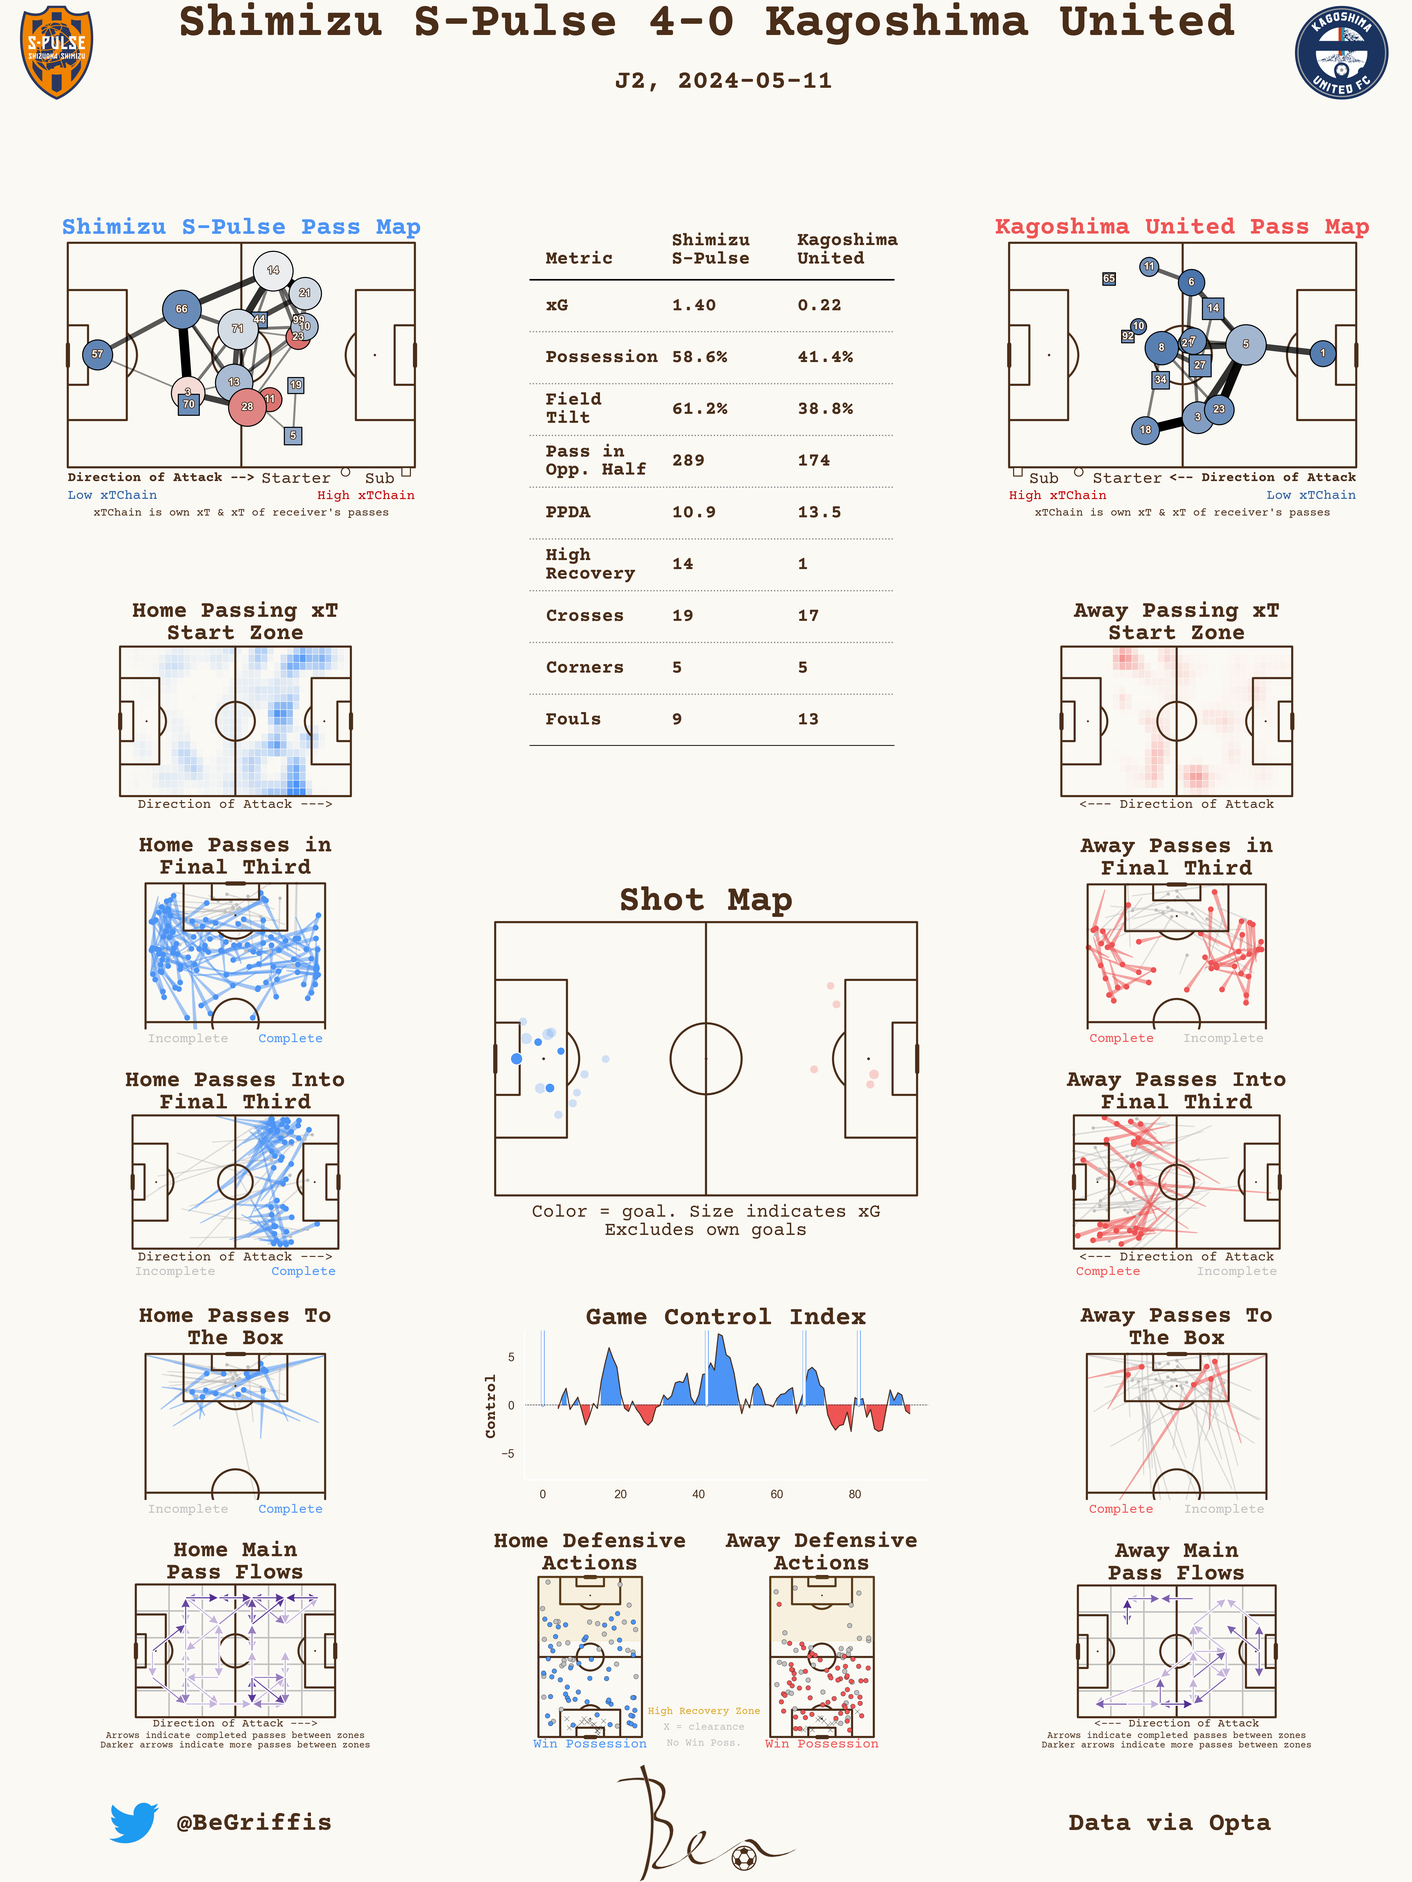 Shimizu S-Pulse 4-0 Kagoshima United
J2, 2024-05-11
S-PULSE
SHIZUOKA SHIMIZU
KAGOSHIMA
UNITED FC
Shimizu S-Pulse Pass Map
14
21
66
44
99
10
71
23
57
13
3
19
70
28
11
5
Direction of Attack --> Starter Sub
Low xTChain High xTChain
xTChain is own xT & xT of receiver's passes
Metric Shimizu S-Pulse Kagoshima United
xG 1.40 0.22
Possession 58.6% 41.4%
Field Tilt 61.2% 38.8%
Pass in Opp. Half 289 174
PPDA 10.9 13.5
High Recovery 14 1
Crosses 19 17
Corners 5 5
Fouls 9 13
Kagoshima United Pass Map
11
65
6
14
10
92
8
7
5
1
27
34
23
3
18
Sub Starter <-- Direction of Attack
High xTChain Low xTChain
xTChain is own xT & xT of receiver's passes
Home Passing xT
Start Zone
Direction of Attack --->
Away Passing xT
Start Zone
<--- Direction of Attack
Home Passes in
Final Third
Incomplete Complete
Away Passes in
Final Third
Complete Incomplete
Shot Map
Color = goal. Size indicates xG
Excludes own goals
Home Passes Into
Final Third
Direction of Attack --->
Incomplete Complete
Away Passes Into
Final Third
<--- Direction of Attack
Complete Incomplete
Home Passes To
The Box
Incomplete Complete
Game Control Index
Control
5
0
−5
0 20 40 60 80
Away Passes To
The Box
Complete Incomplete
Home Main
Pass Flows
Direction of Attack --->
Arrows indicate completed passes between zones
Darker arrows indicate more passes between zones
Home Defensive
Actions
Win Possession
High Recovery Zone
X = clearance
No Win Poss.
Away Defensive
Actions
Win Possession
Away Main
Pass Flows
<--- Direction of Attack
Arrows indicate completed passes between zones
Darker arrows indicate more passes between zones
@BeGriffis
Ben
Data via Opta